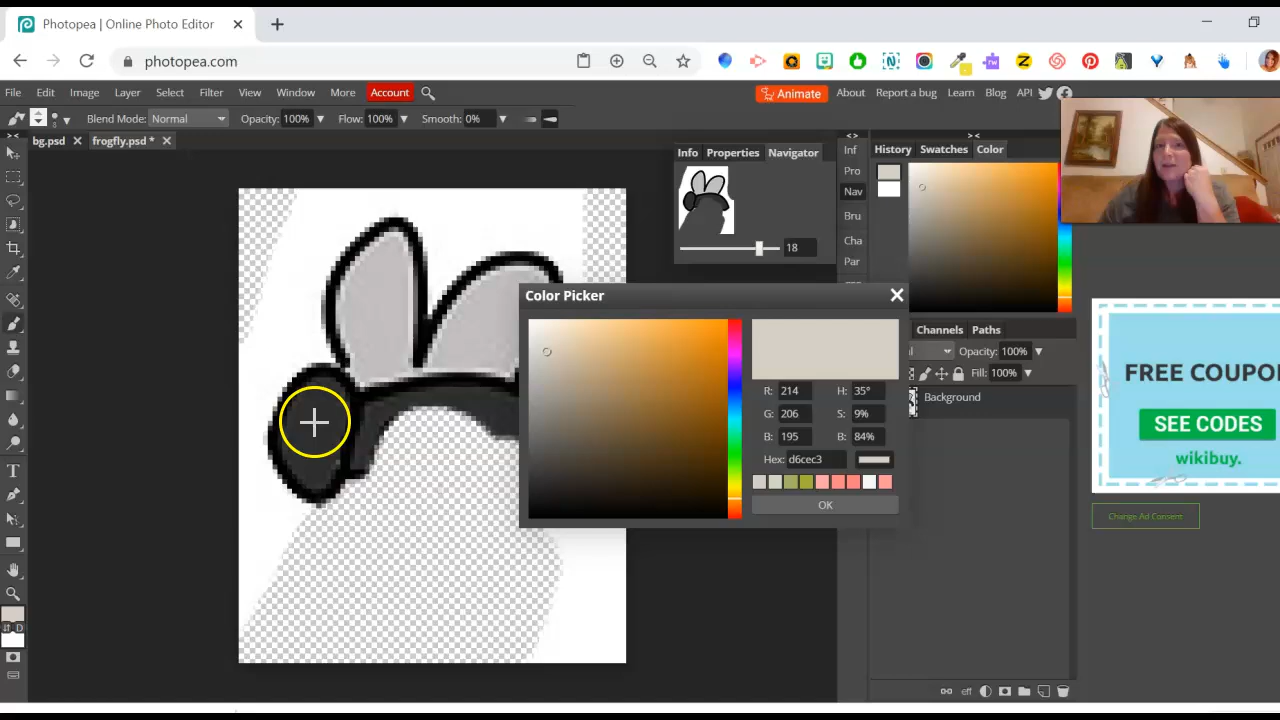 Photopea | Online Photo Editor
photopea.com
File Edit Image Layer Select Filter View Window More Account
Animate About Report a bug Learn Blog API
Blend Mode: Normal Opacity: 100% Flow: 100% Smooth: 0%
bg.psd frogfly.psd *
Info Properties Navigator
18
Inf
Pro
Nav
Bru
Cha
Par
History Swatches Color
Color Picker
R: 214 H: 35°
G: 206 S: 9%
B: 195 B: 84%
Hex: d6cec3
OK
Channels Paths
Opacity: 100%
Fill: 100%
Background
eff
FREE COUPO
SEE CODES
wikibuy.
Change Ad Consent
T
D